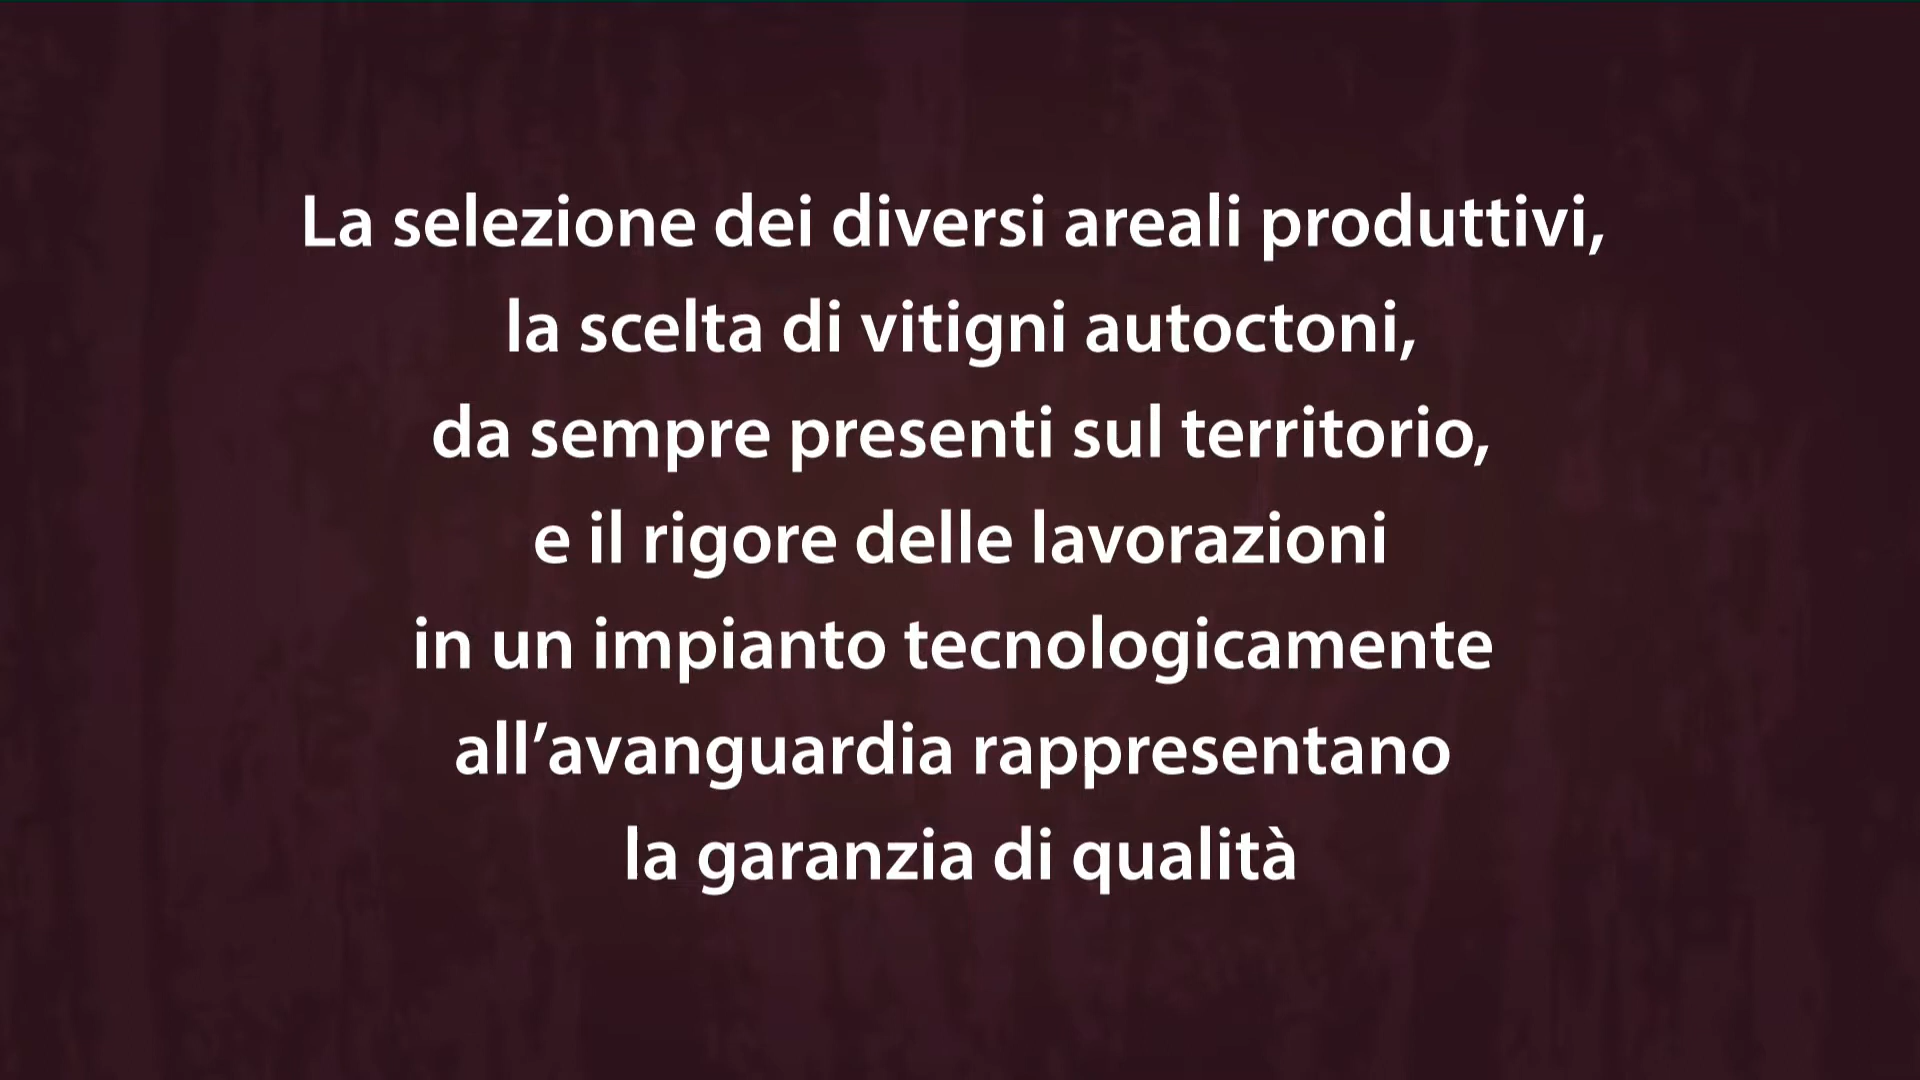 La selezione dei diversi areali produttivi,
la scelta di vitigni autoctoni,
da sempre presenti sul territorio,
e il rigore delle lavorazioni
in un impianto tecnologicamente
all’avanguardia rappresentano
la garanzia di qualità